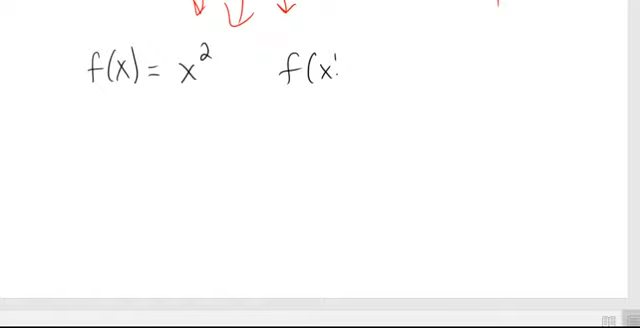 f(x) = x² f(x